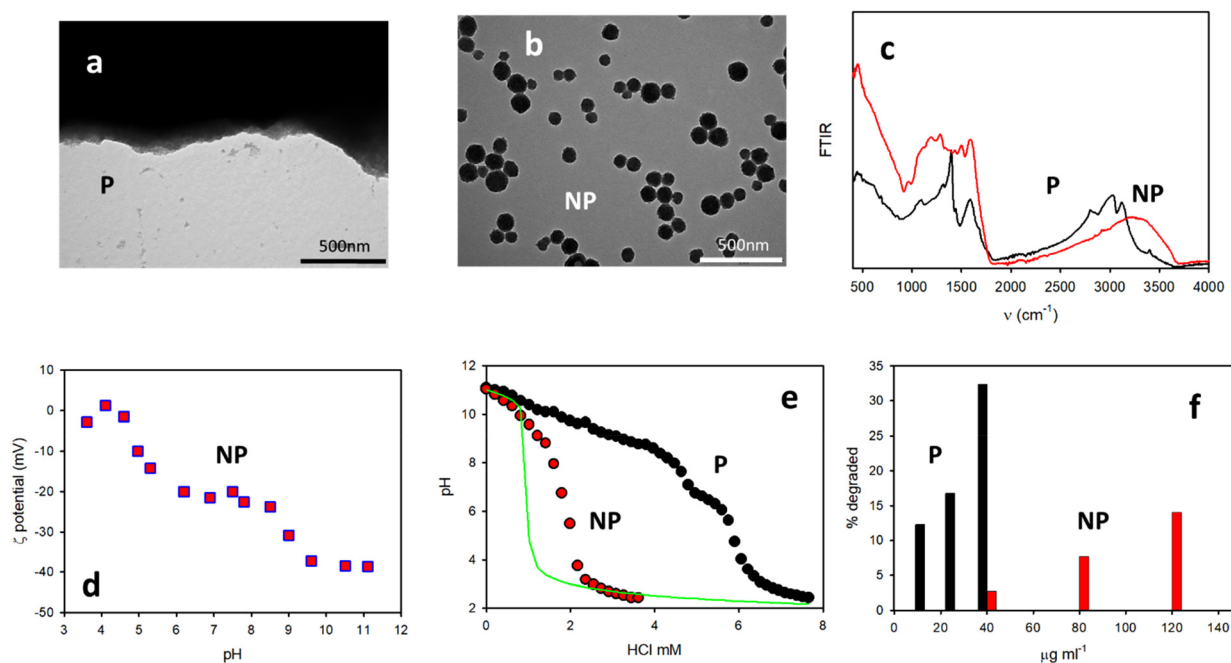 a
P
500nm
b
NP
500nm
c
FTIR
P
NP
500 1000 1500 2000 2500 3000 3500 4000
ν (cm-1)
10
0
-10
-20
-30
-40
-50
ζ potential (mV)
NP
d
3 4 5 6 7 8 9 10 11 12
pH
12
10
8
6
4
2
pH
e
P
NP
0 2 4 6 8
HCl mM
35
30
25
20
15
10
5
0
% degraded
f
P
NP
0 20 40 60 80 100 120 140
μg ml-1